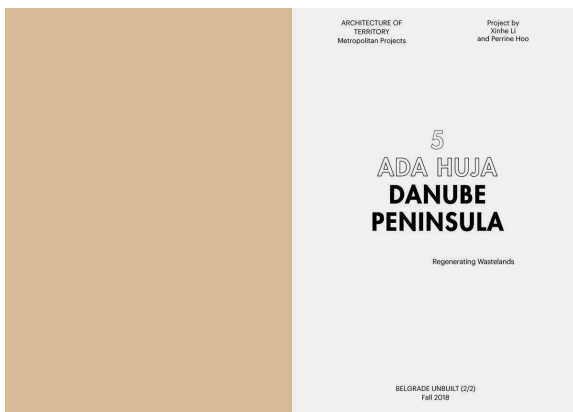 ARCHITECTURE OF
TERRITORY
Metropolitan Projects
Project by
Xinhe Li
and Perrine Hoo
5
ADA HUJA
DANUBE
PENINSULA
Regenerating Wastelands
BELGRADE UNBUILT (2/2)
Fall 2018